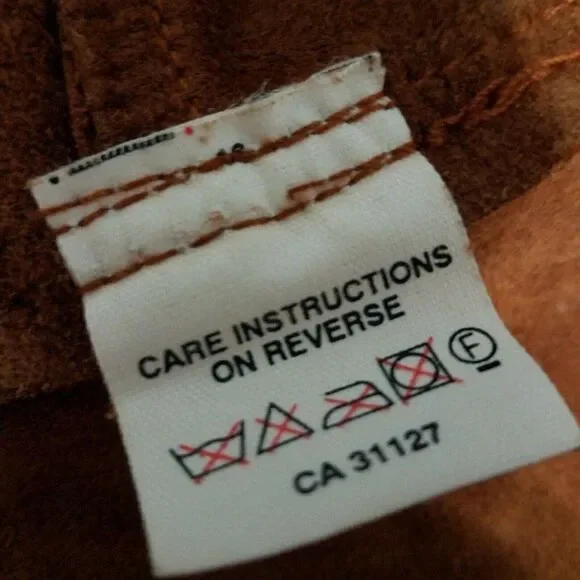 CARE INSTRUCTIONS
ON REVERSE
F
CA 31127